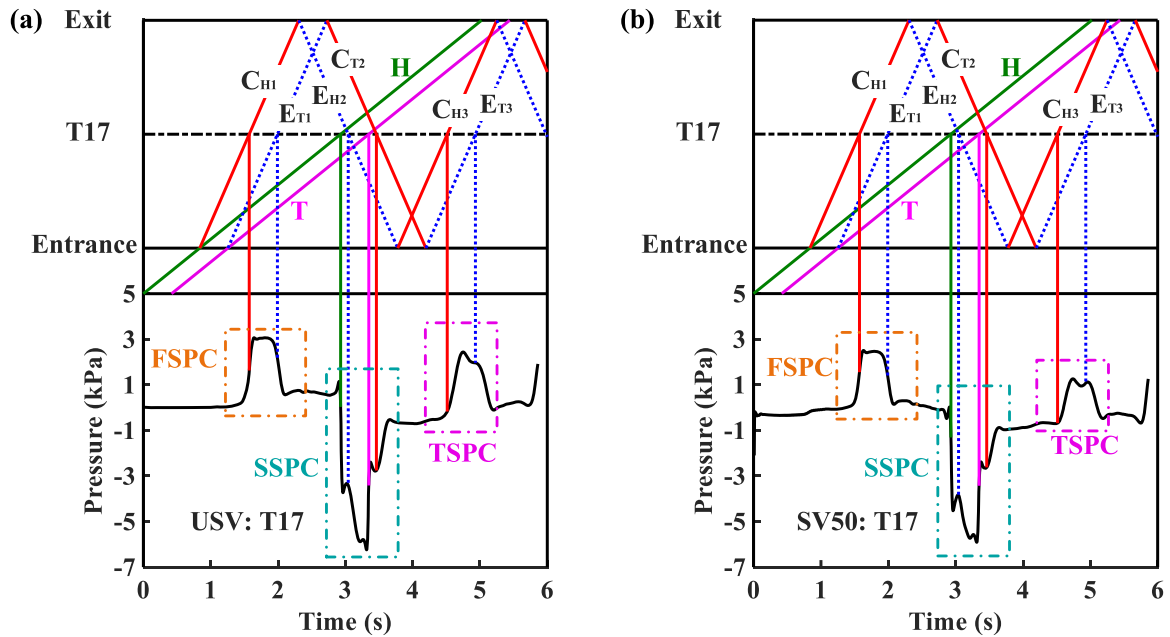 (a)
Exit
T17
Entrance
C_H1
E_T1
E_H2
C_T2
H
T
C_H3
E_T3
5
3
1
-1
-3
-5
-7
Pressure (kPa)
FSPC
SSPC
TSPC
USV: T17
0 1 2 3 4 5 6
Time (s)
(b)
Exit
T17
Entrance
C_H1
E_T1
E_H2
C_T2
H
T
C_H3
E_T3
5
3
1
-1
-3
-5
-7
Pressure (kPa)
FSPC
SSPC
TSPC
SV50: T17
0 1 2 3 4 5 6
Time (s)